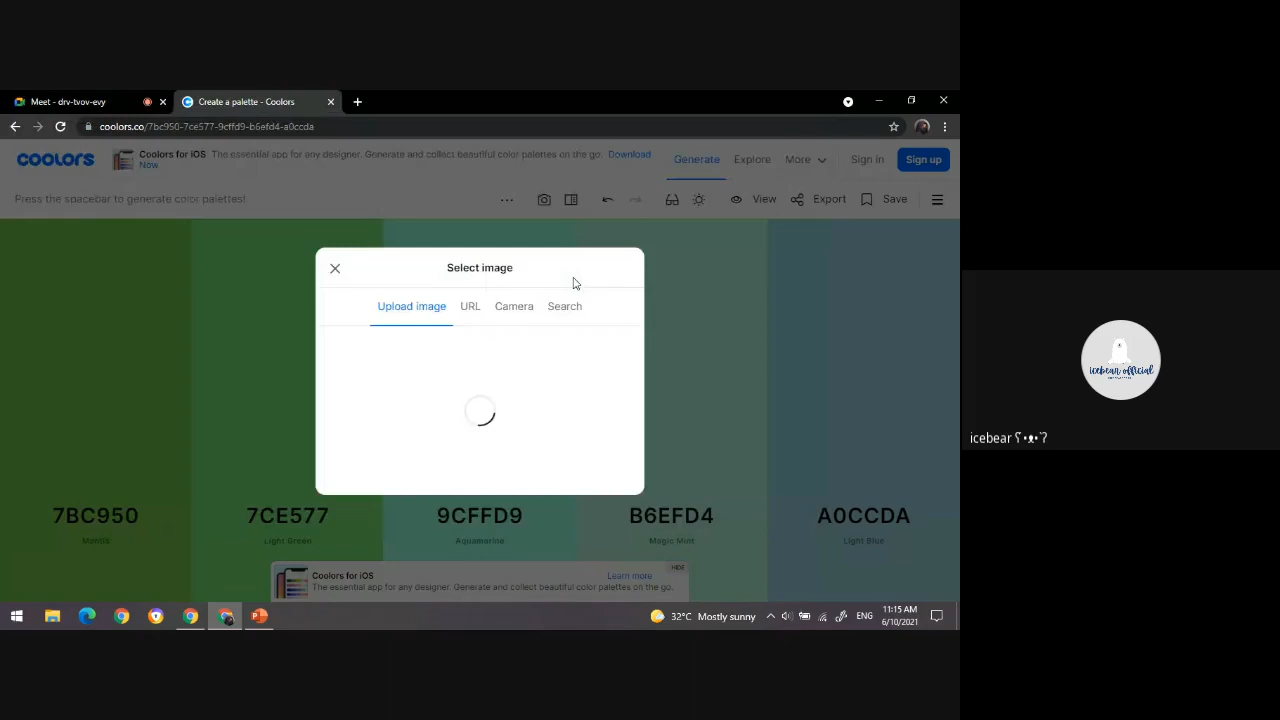 Meet - drv-tvov-evy
Create a palette - Coolors
coolors.co/7bc950-7ce577-9cffd9-b6efd4-a0ccda
coolors
Coolors for iOS The essential app for any designer. Generate and collect beautiful color palettes on the go. Download
Now
Generate
Explore
More
Sign in
Sign up
Press the spacebar to generate color palettes!
View
Export
Save
Select image
Upload image
URL
Camera
Search
7BC950
7CE577
9CFFD9
B6EFD4
A0CCDA
Mantis
Light Green
Aquamarine
Magic Mint
Light Blue
HIDE
Coolors for iOS
Learn more
The essential app for any designer. Generate and collect beautiful color palettes on the go.
32°C Mostly sunny
ENG
11:15 AM
6/10/2021
icebear official
icebear ʕ•ᴥ•ʔ